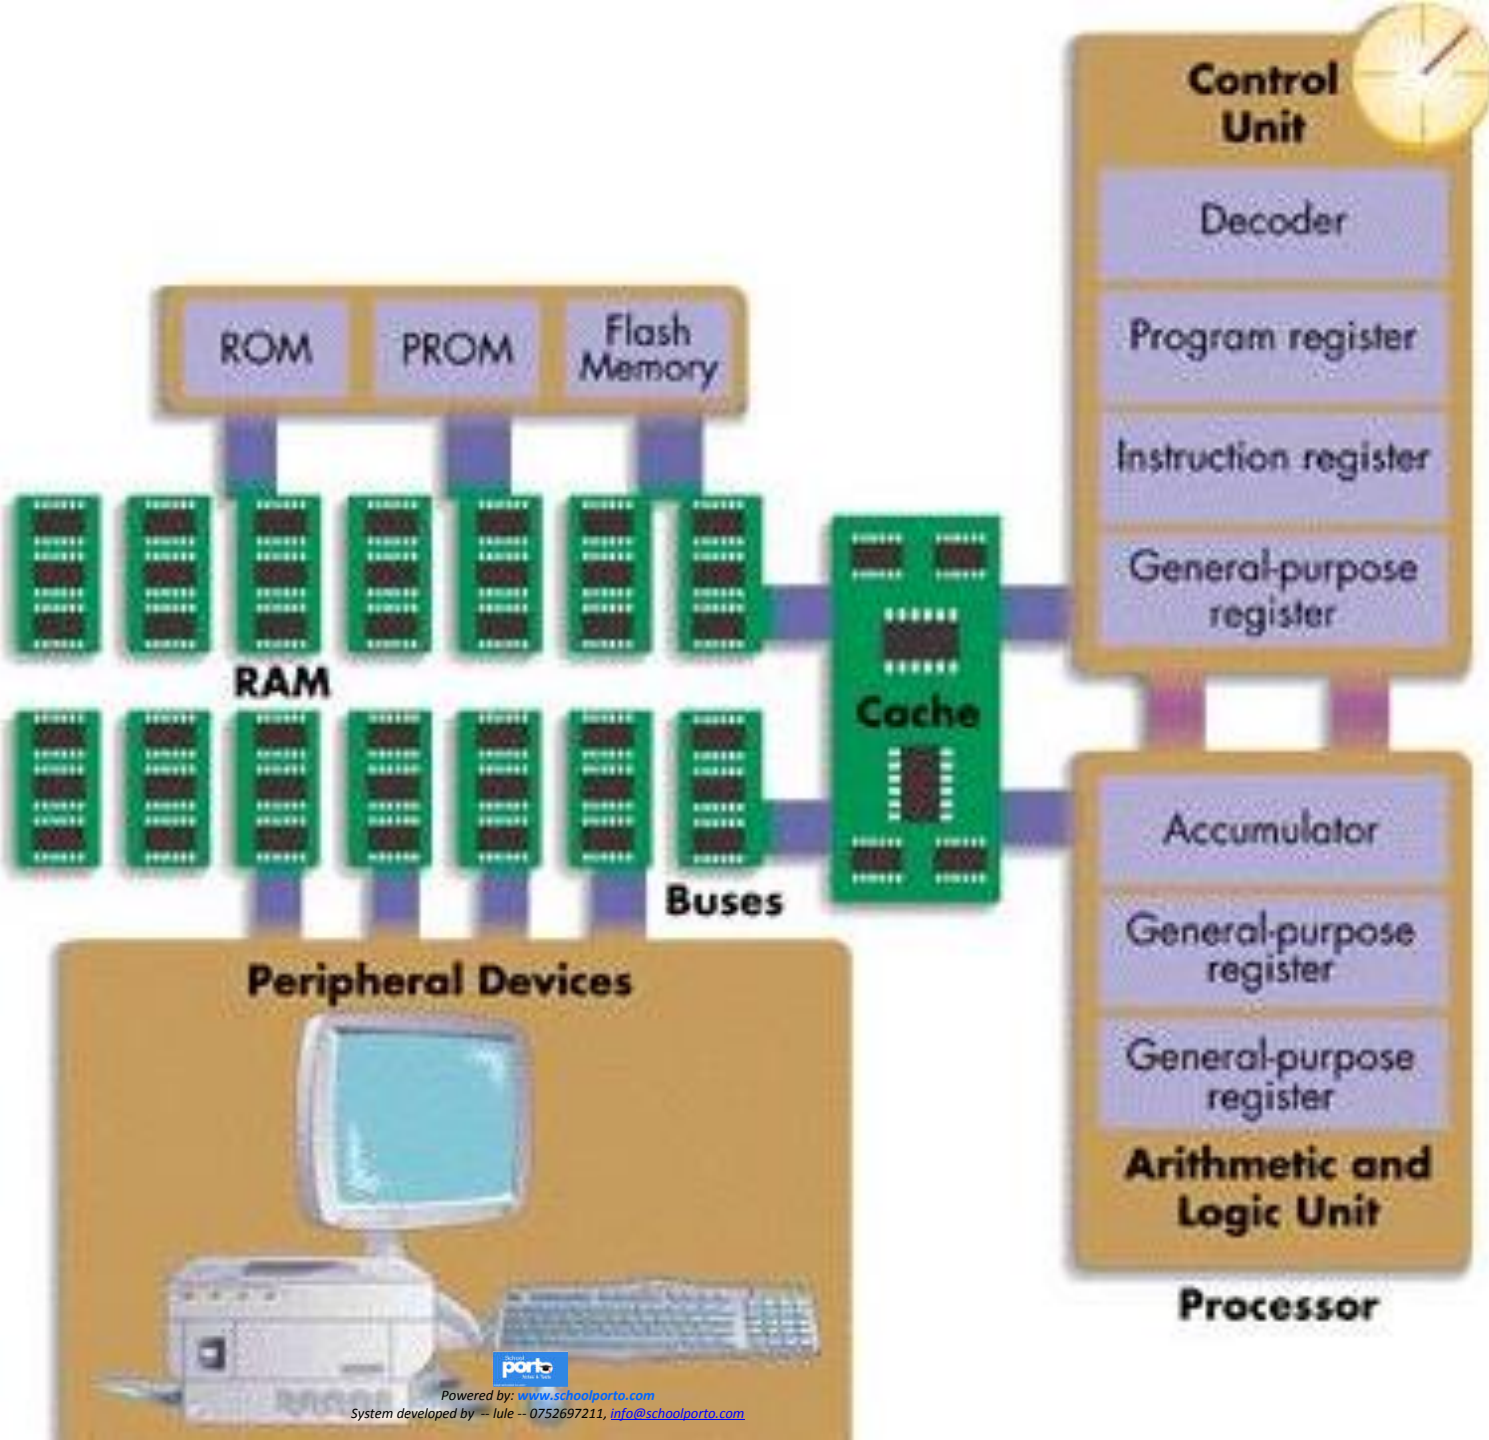 Control
Unit
Decoder
Program register
Instruction register
General-purpose
register
ROM
PROM
Flash
Memory
RAM
Cache
Buses
Accumulator
General-purpose
register
General-purpose
register
Arithmetic and
Logic Unit
Processor
Peripheral Devices
School
porto
Powered by: www.schoolporto.com
System developed by -- lule -- 0752697211, info@schoolporto.com